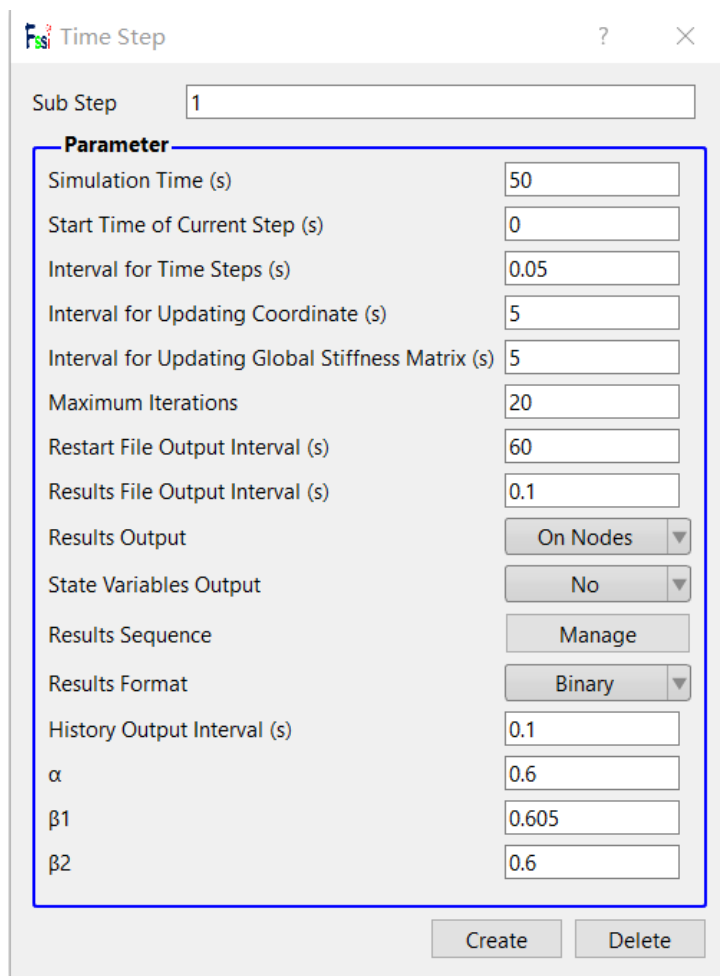 Fssi Time Step ?
Sub Step 1
Parameter
Simulation Time (s) 50
Start Time of Current Step (s) 0
Interval for Time Steps (s) 0.05
Interval for Updating Coordinate (s) 5
Interval for Updating Global Stiffness Matrix (s) 5
Maximum Iterations 20
Restart File Output Interval (s) 60
Results File Output Interval (s) 0.1
Results Output On Nodes
State Variables Output No
Results Sequence Manage
Results Format Binary
History Output Interval (s) 0.1
α 0.6
β1 0.605
β2 0.6
Create Delete